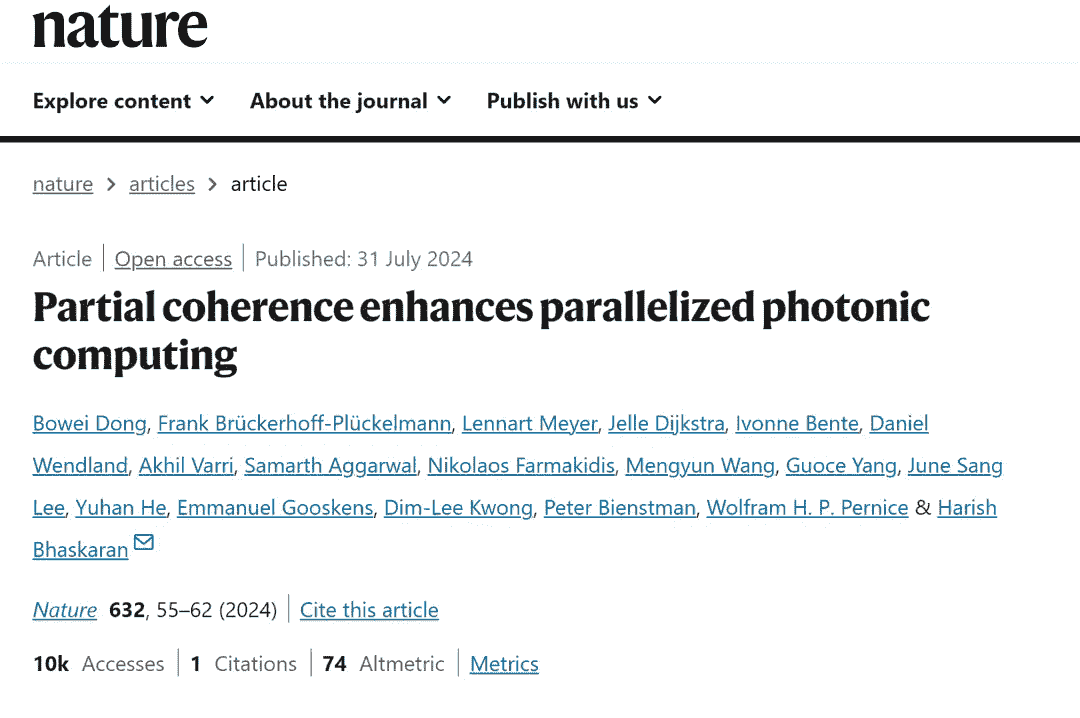 nature
Explore content About the journal Publish with us
nature > articles > article
Article | Open access | Published: 31 July 2024
Partial coherence enhances parallelized photonic
computing
Bowei Dong, Frank Brückerhoff-Plückelmann, Lennart Meyer, Jelle Dijkstra, Ivonne Bente, Daniel
Wendland, Akhil Varri, Samarth Aggarwal, Nikolaos Farmakidis, Mengyun Wang, Guoce Yang, June Sang
Lee, Yuhan He, Emmanuel Gooskens, Dim-Lee Kwong, Peter Bienstman, Wolfram H. P. Pernice & Harish
Bhaskaran
Nature 632, 55–62 (2024) | Cite this article
10k Accesses | 1 Citations | 74 Altmetric | Metrics